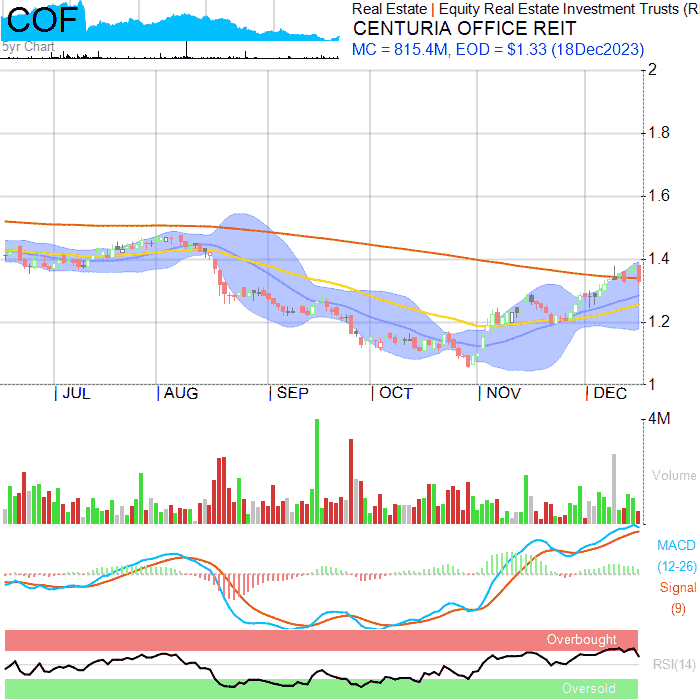 COF
5yr Chart
Real Estate | Equity Real Estate Investment Trusts (R
CENTURIA OFFICE REIT
MC = 815.4M, EOD = $1.33 (18Dec2023)
2
1.8
1.6
1.4
1.2
1
JUL AUG SEP OCT NOV DEC
4M
Volume
MACD
(12-26)
Signal
(9)
Overbought
RSI(14)
Oversold